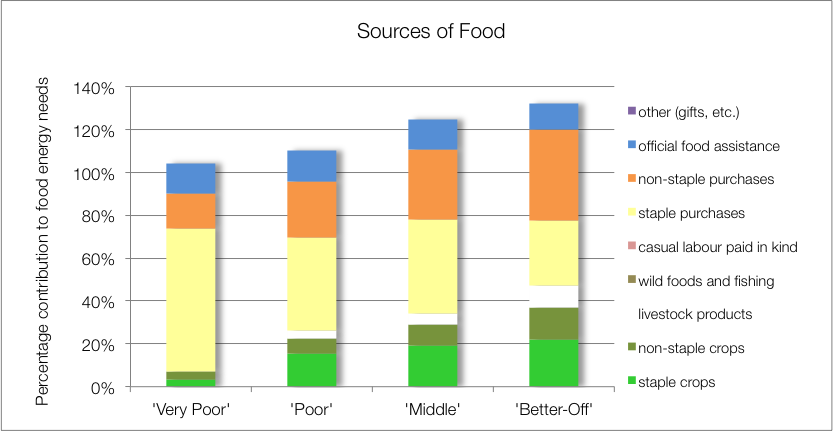 Sources of Food
Percentage contribution to food energy needs
140%
120%
100%
80%
60%
40%
20%
0%
'Very Poor'
'Poor'
'Middle'
'Better-Off'
other (gifts, etc.)
official food assistance
non-staple purchases
staple purchases
casual labour paid in kind
wild foods and fishing
livestock products
non-staple crops
staple crops